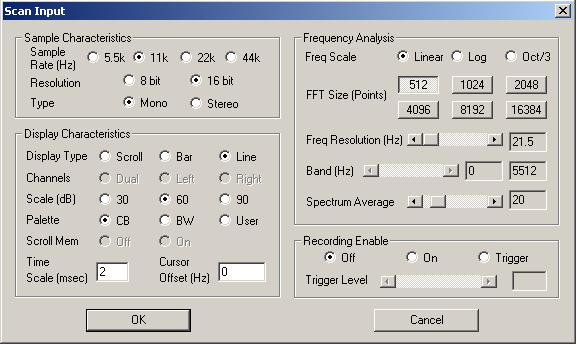 Scan Input
Sample Characteristics
Sample Rate (Hz) 5.5k 11k 22k 44k
Resolution 8 bit 16 bit
Type Mono Stereo
Display Characteristics
Display Type Scroll Bar Line
Channels Dual Left Right
Scale (dB) 30 60 90
Palette CB BW User
Scroll Mem Off On
Time Scale (msec) 2 Cursor Offset (Hz) 0
Frequency Analysis
Freq Scale Linear Log Oct/3
FFT Size (Points) 512 1024 2048
4096 8192 16384
Freq Resolution (Hz) 21.5
Band (Hz) 0 5512
Spectrum Average 20
Recording Enable
Off On Trigger
Trigger Level
OK Cancel